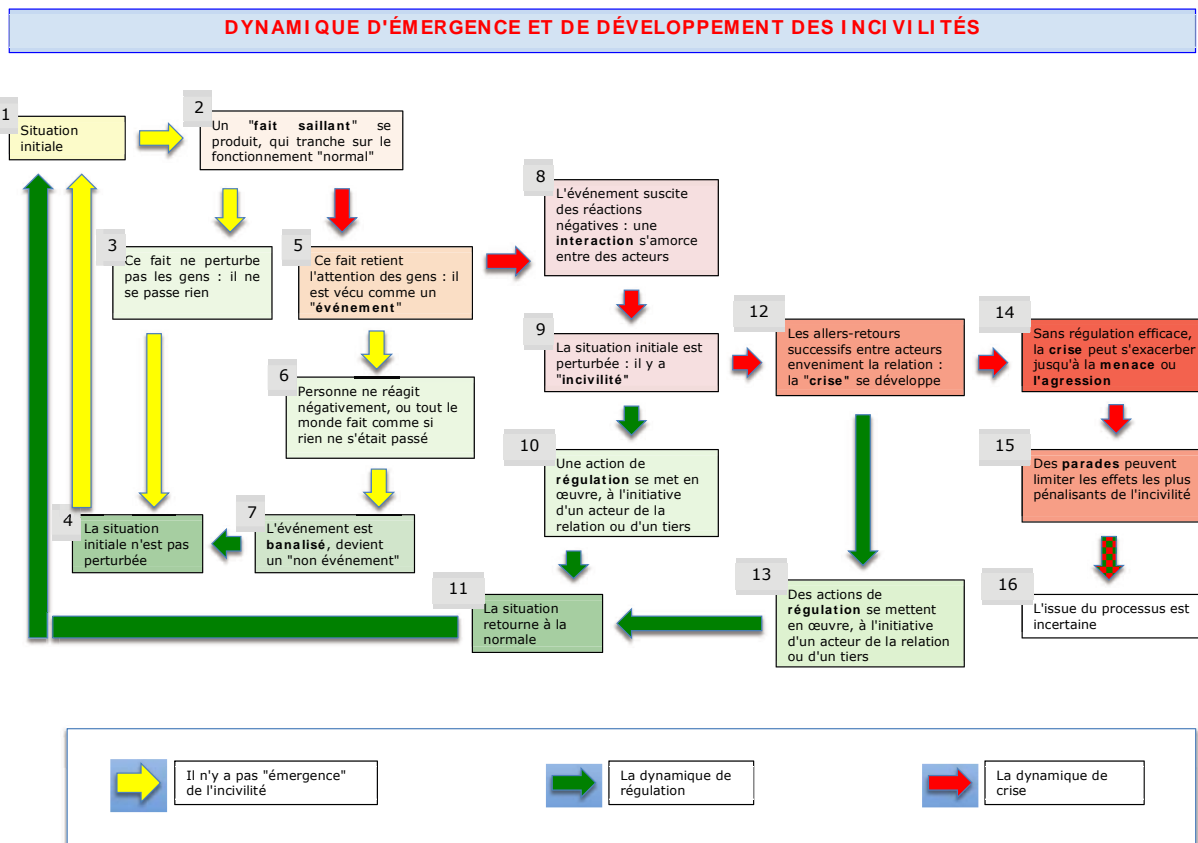 DYNAMIQUE D'ÉMERGENCE ET DE DÉVELOPPEMENT DES INCIVILITÉS
1
Situation
initiale
2
Un "fait saillant" se
produit, qui tranche sur le
fonctionnement "normal"
3
Ce fait ne perturbe
pas les gens : il ne
se passe rien
5
Ce fait retient
l'attention des gens : il
est vécu comme un
"événement"
8
L'événement suscite
des réactions
négatives : une
interaction s'amorce
entre des acteurs
9
La situation initiale est
perturbée : il y a
"incivilité"
12
Les allers-retours
successifs entre acteurs
enveniment la relation :
la "crise" se développe
14
Sans régulation efficace,
la crise peut s'exacerber
jusqu'à la menace ou
l'agression
6
Personne ne réagit
négativement, ou tout le
monde fait comme si
rien ne s'était passé
10
Une action de
régulation se met en
œuvre, à l'initiative
d'un acteur de la
relation ou d'un tiers
15
Des parades peuvent
limiter les effets les plus
pénalisants de l'incivilité
4
La situation
initiale n'est pas
perturbée
7
L'événement est
banalisé, devient
un "non événement"
11
La situation
retourne à la
normale
13
Des actions de
régulation se mettent
en œuvre, à l'initiative
d'un acteur de la relation
ou d'un tiers
16
L'issue du processus est
incertaine
Il n'y a pas "émergence"
de l'incivilité
La dynamique de
régulation
La dynamique de
crise